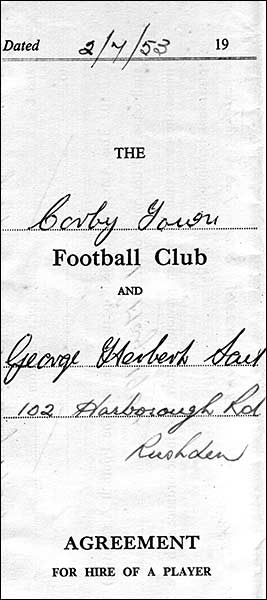 Dated 2/7/53 19
THE
Corby Town
Football Club
AND
George Herbert
102 Harborough Rd
Rushden
AGREEMENT
FOR HIRE OF A PLAYER